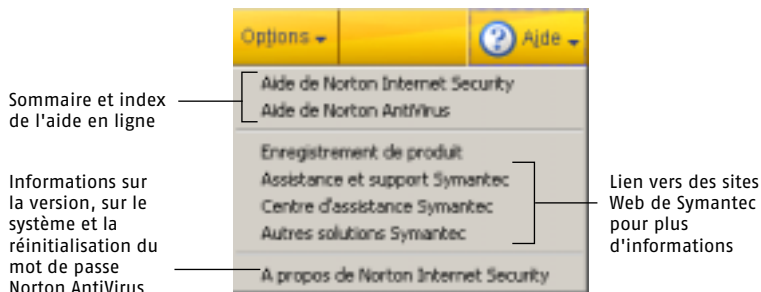 Options
Aide
Aide de Norton Internet Security
Aide de Norton AntiVirus
Sommaire et index
de l'aide en ligne
Enregistrement de produit
Assistance et support Symantec
Centre d'assistance Symantec
Autres solutions Symantec
Lien vers des sites
Web de Symantec
pour plus
d'informations
Informations sur
la version, sur le
système et la
réinitialisation du
mot de passe
Norton AntiVirus
A propos de Norton Internet Security